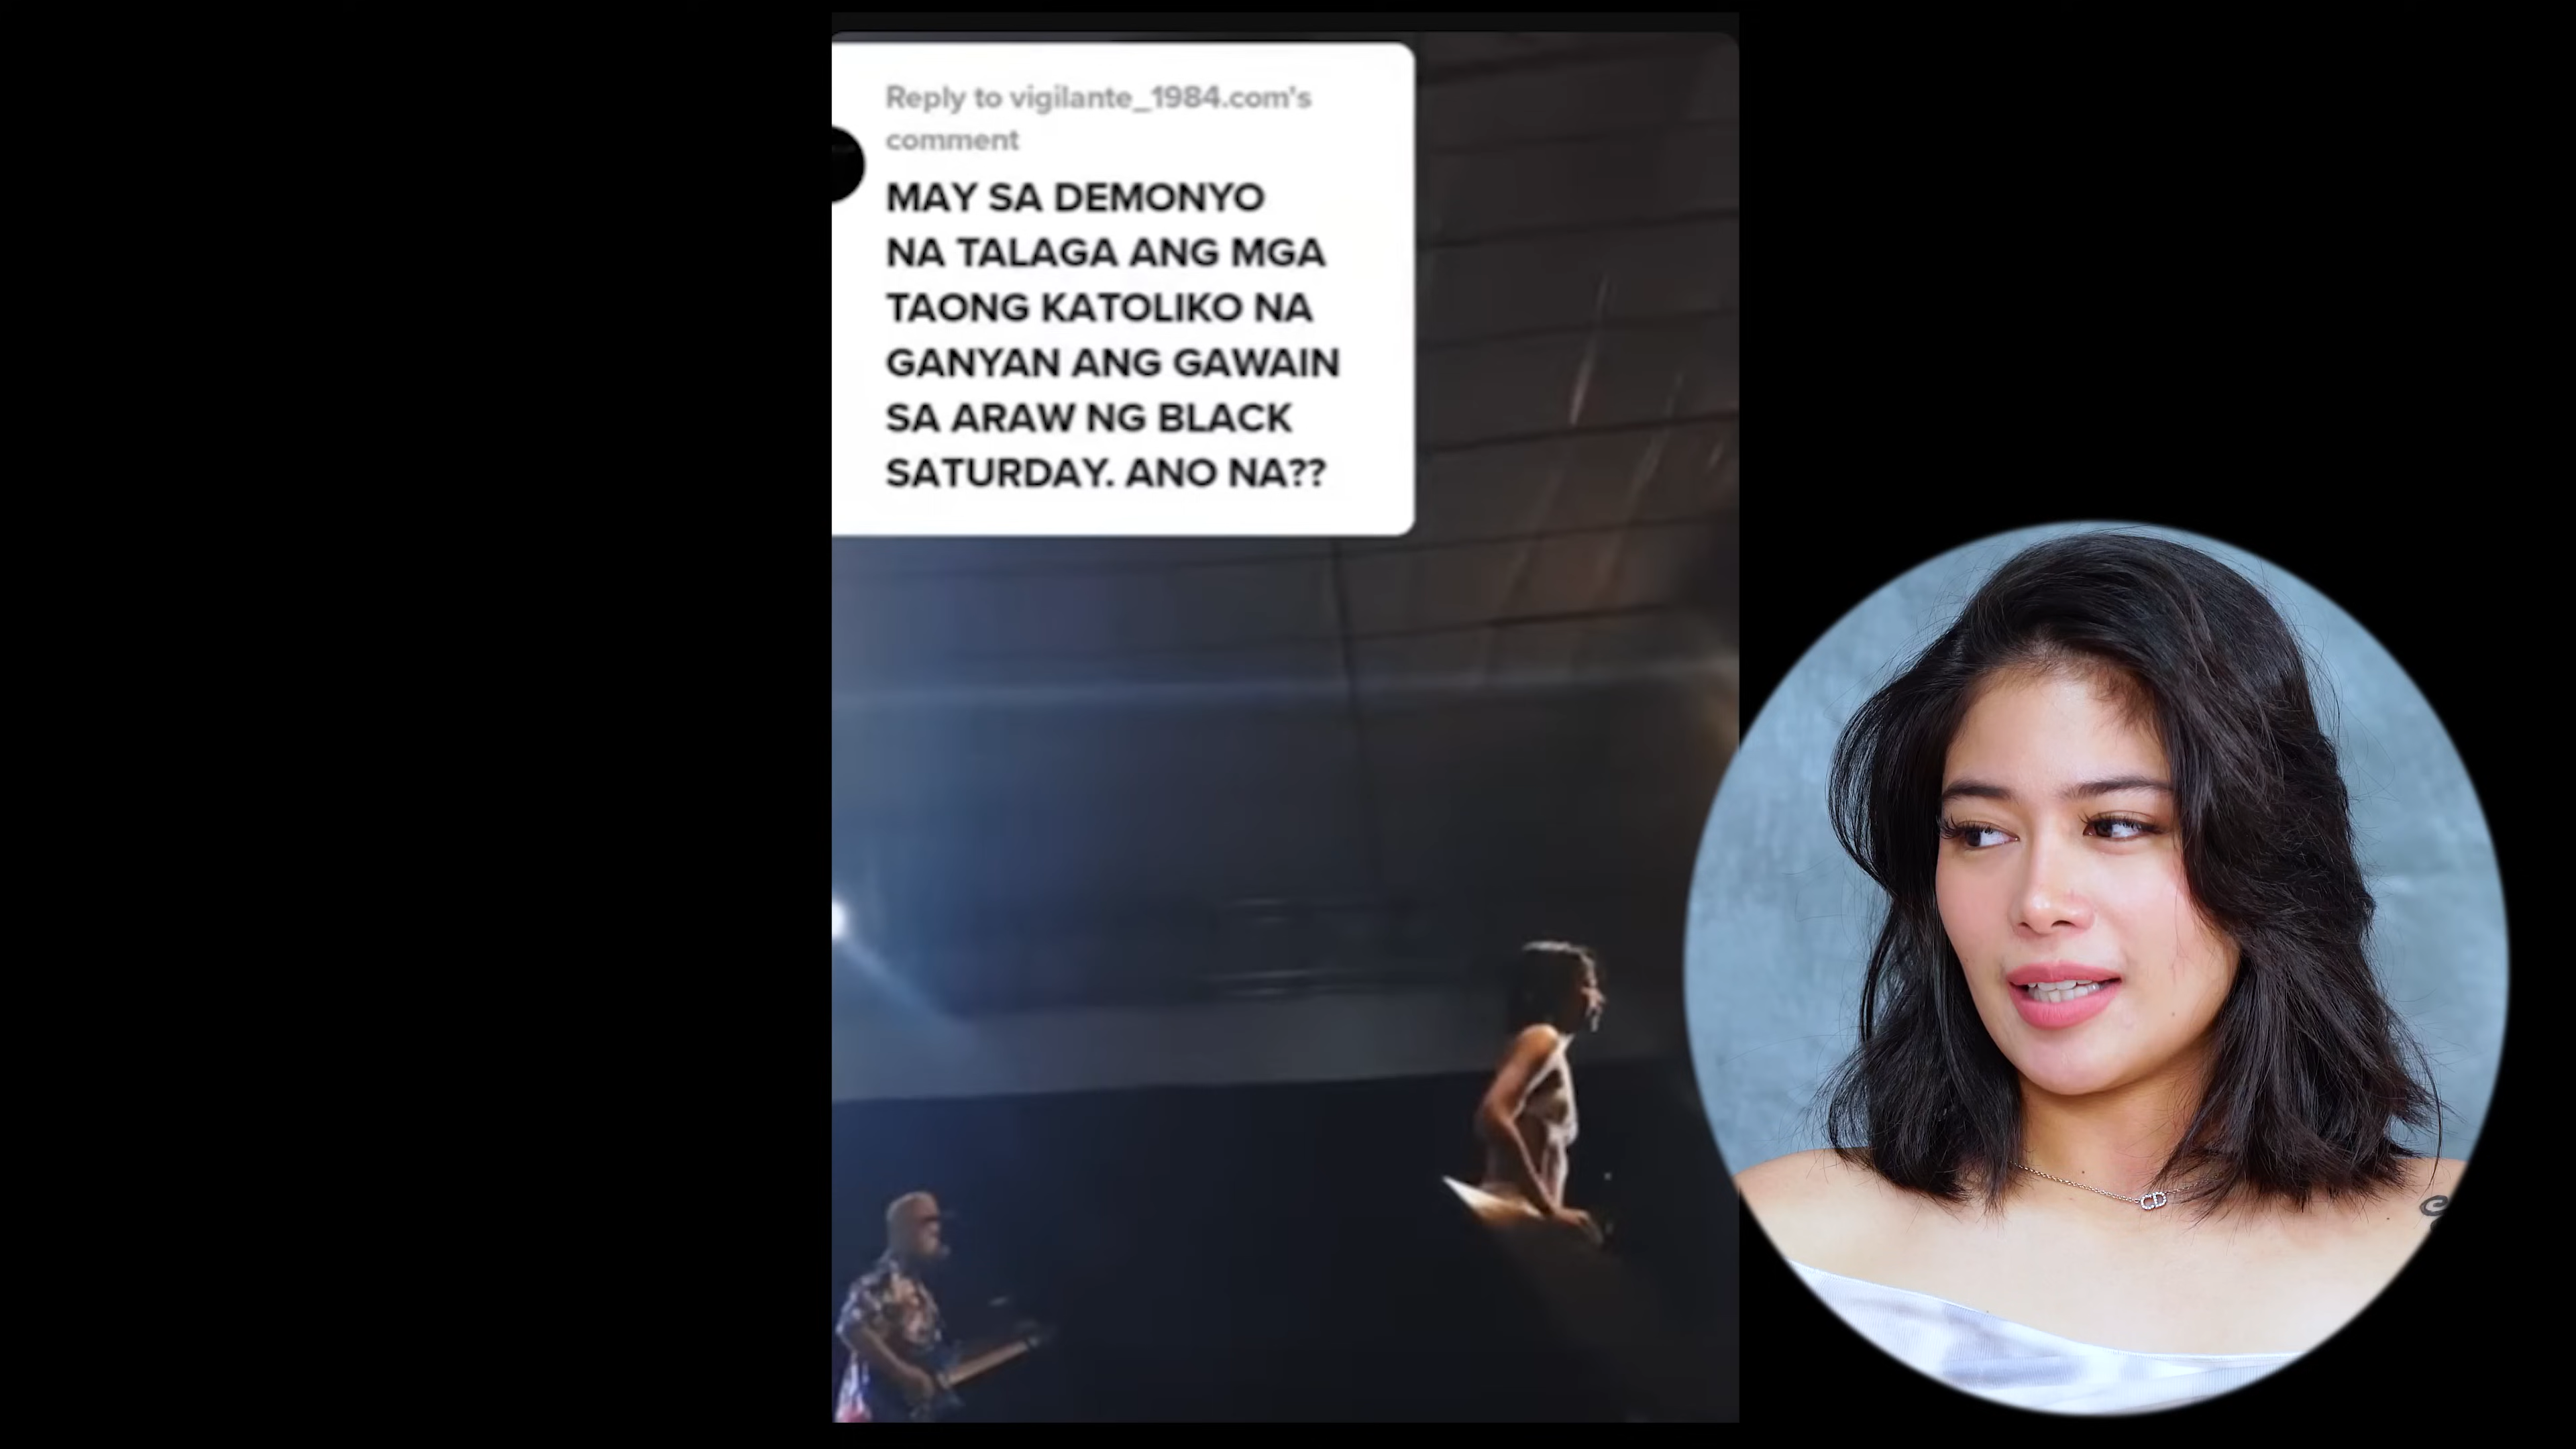 Reply to vigilante_1984.com's
comment
MAY SA DEMONYO
NA TALAGA ANG MGA
TAONG KATOLIKO NA
GANYAN ANG GAWAIN
SA ARAW NG BLACK
SATURDAY. ANO NA??